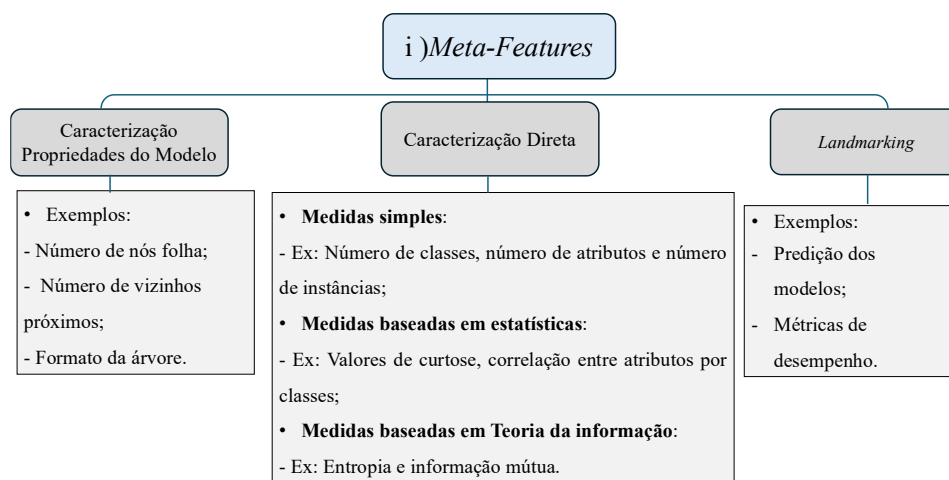 i )Meta-Features
Caracterização
Propriedades do Modelo
• Exemplos:
- Número de nós folha;
- Número de vizinhos
próximos;
- Formato da árvore.
Caracterização Direta
• Medidas simples:
- Ex: Número de classes, número de atributos e número
de instâncias;
• Medidas baseadas em estatísticas:
- Ex: Valores de curtose, correlação entre atributos por
classes;
• Medidas baseadas em Teoria da informação:
- Ex: Entropia e informação mútua.
Landmarking
• Exemplos:
- Predição dos
modelos;
- Métricas de
desempenho.